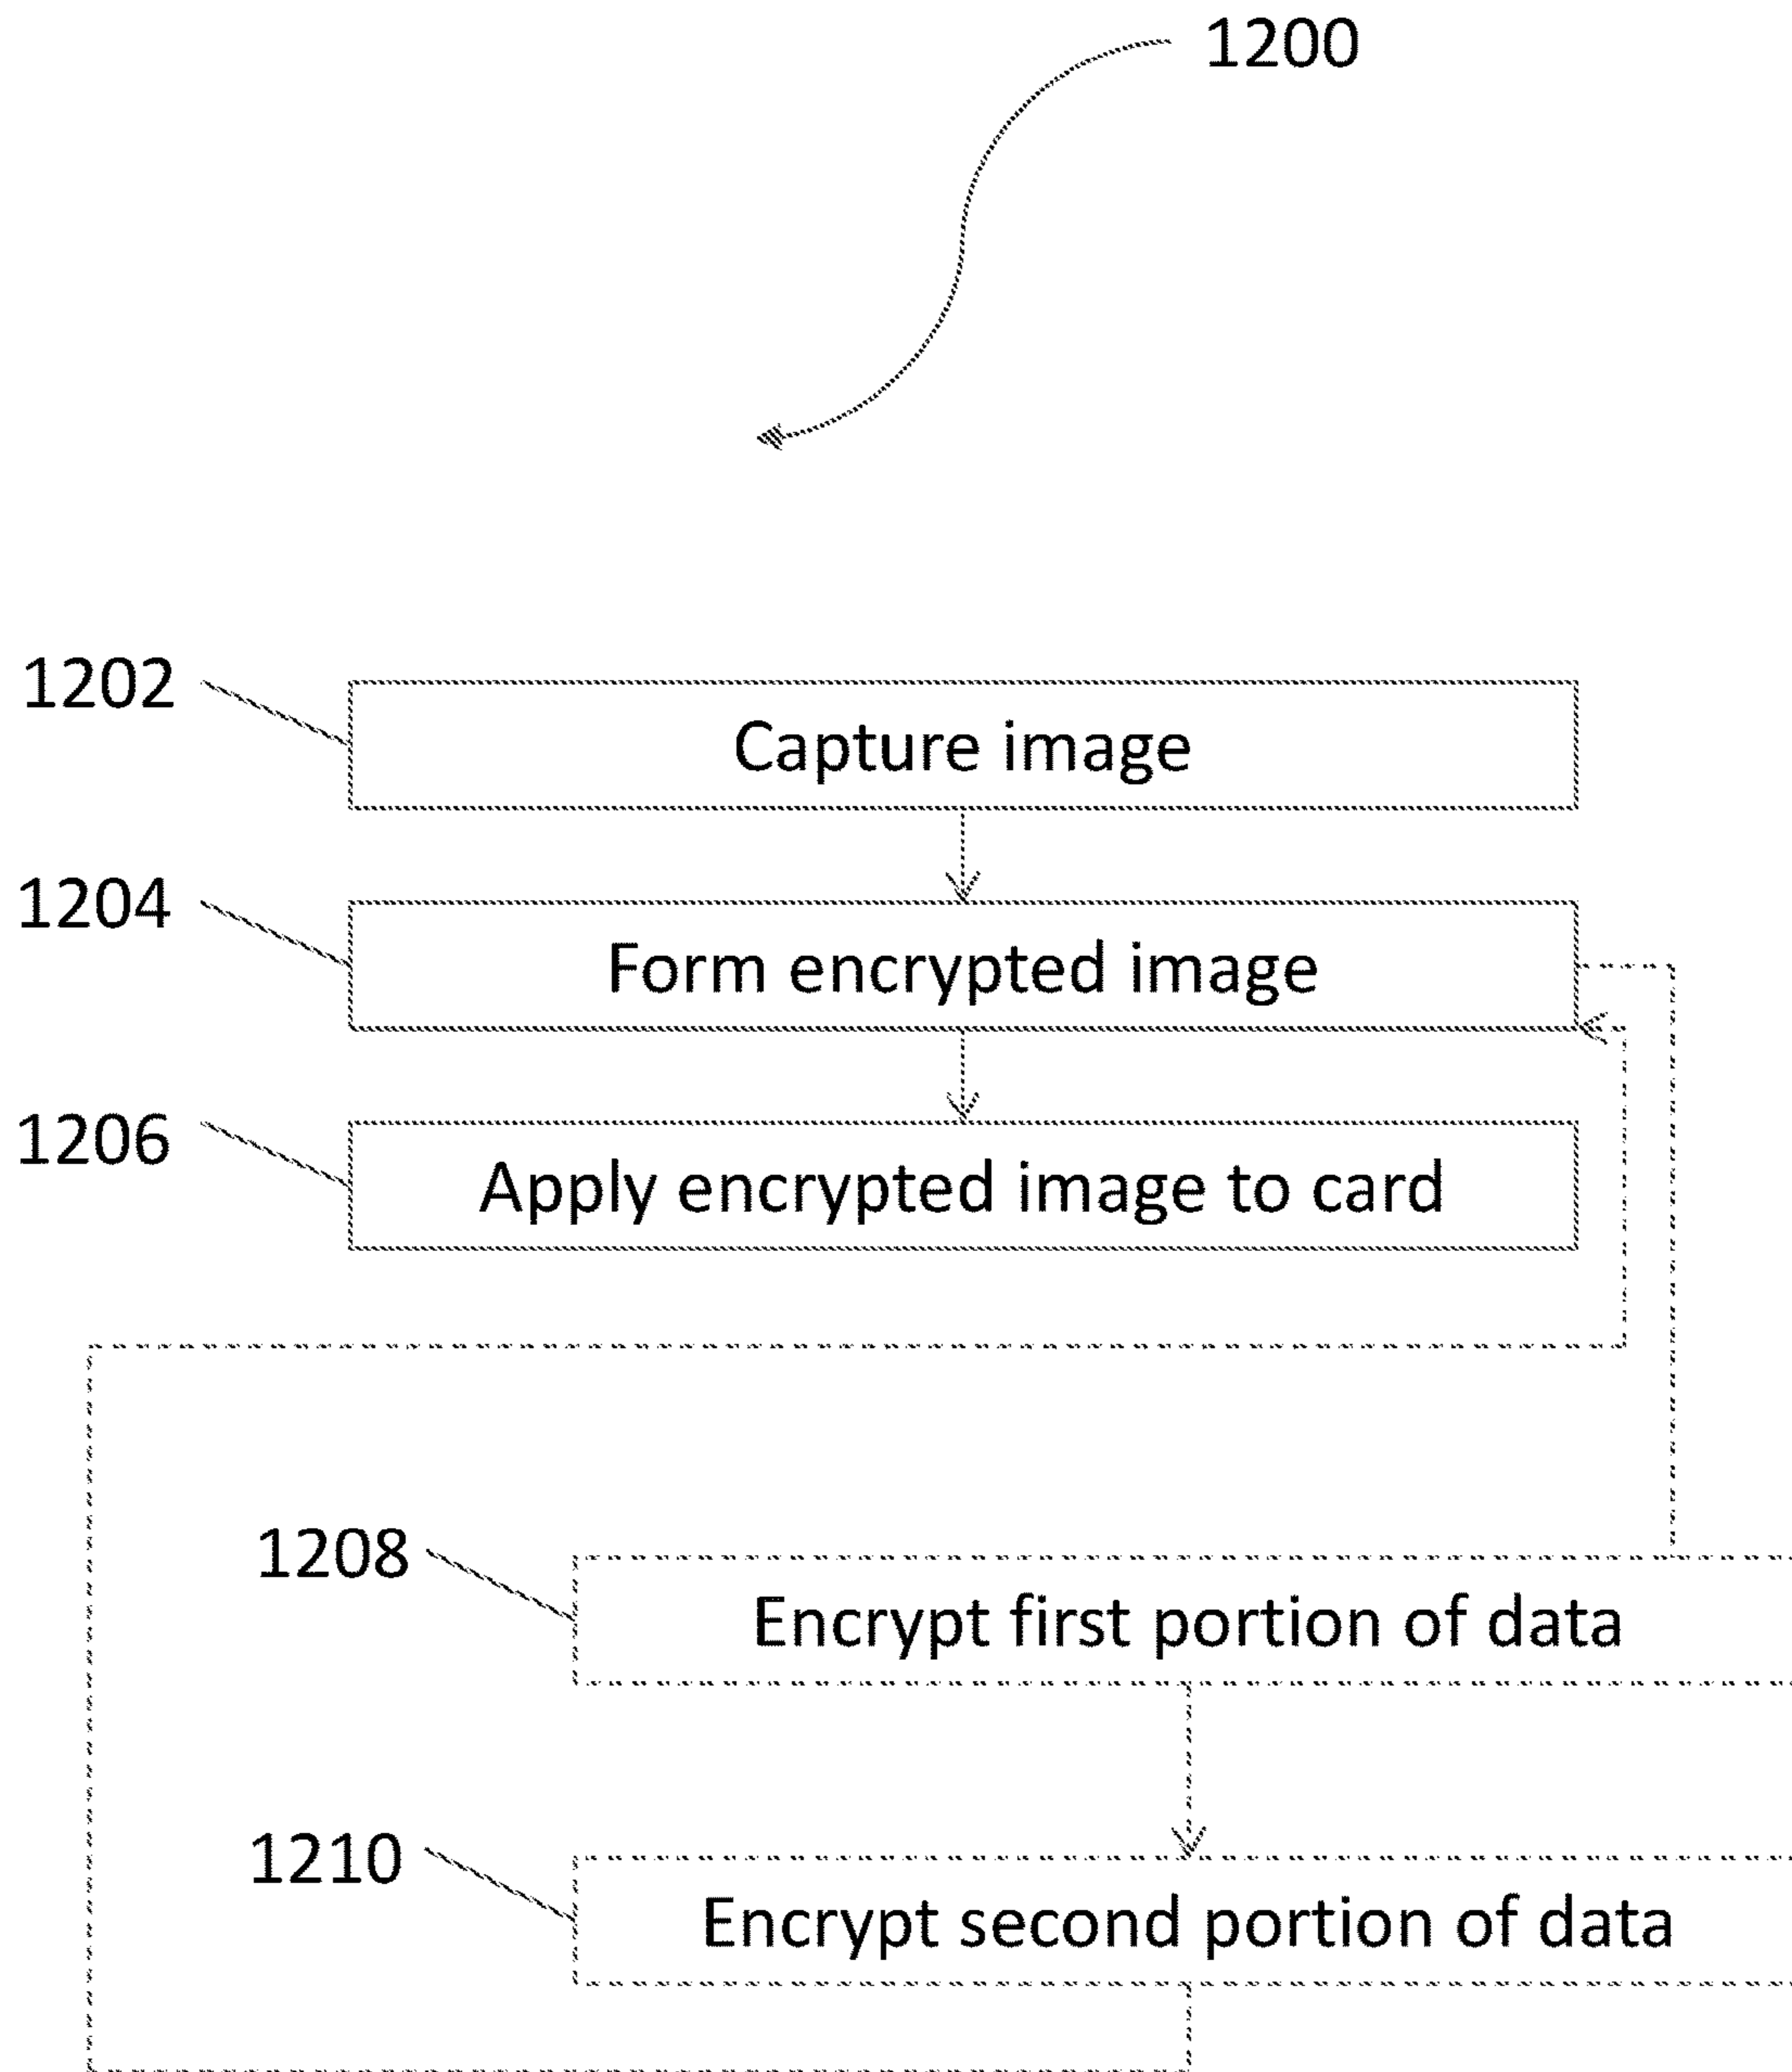 1200
1202
Capture image
1204
Form encrypted image
1206
Apply encrypted image to card
1208
Encrypt first portion of data
1210
Encrypt second portion of data